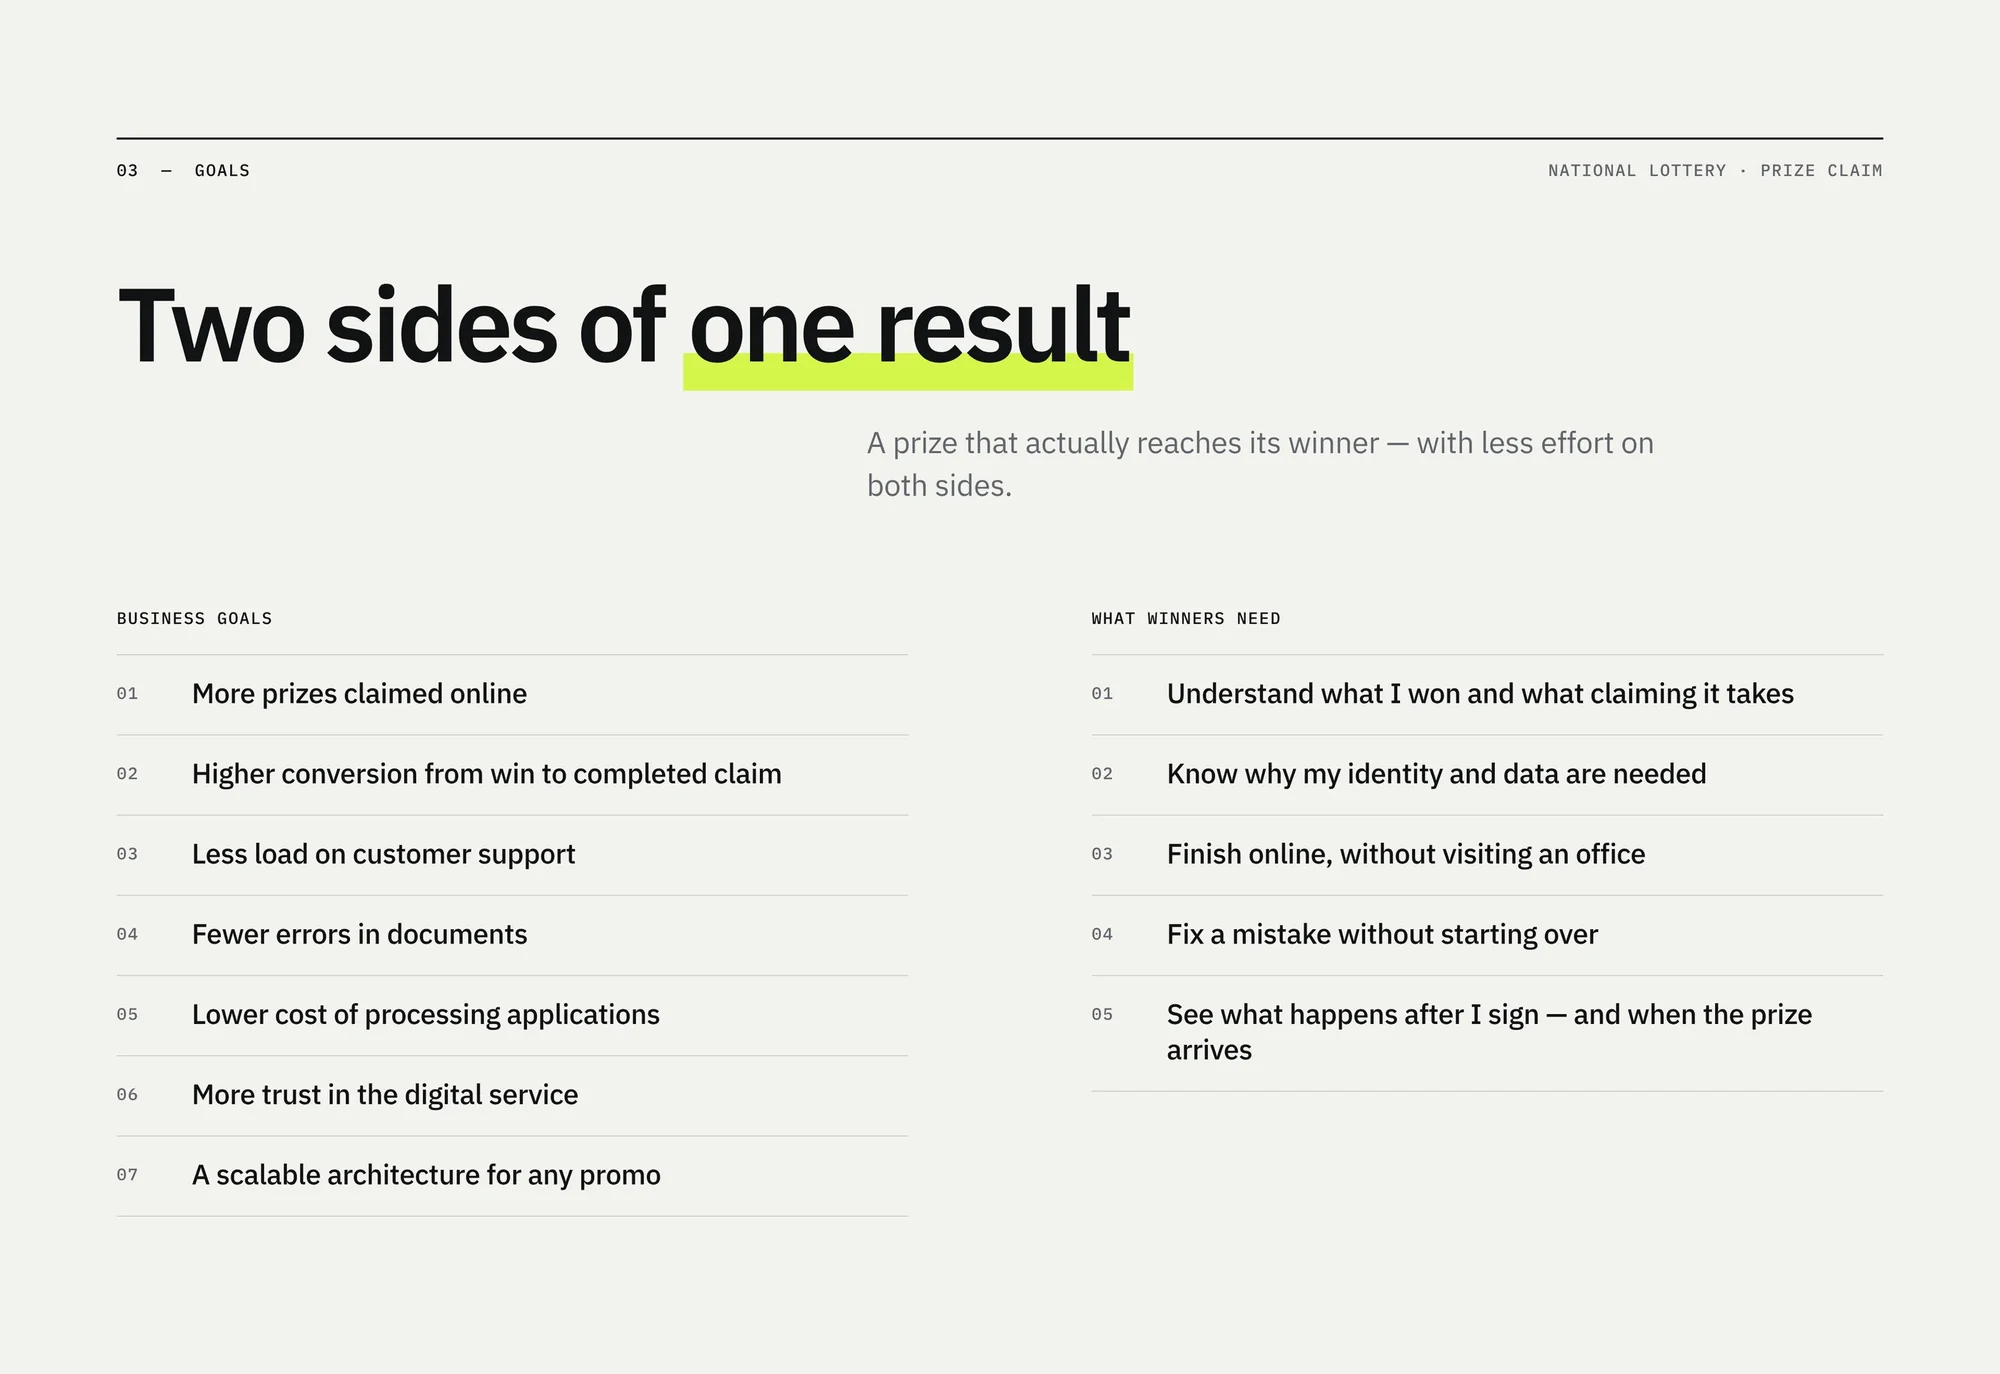 03 — GOALS
NATIONAL LOTTERY · PRIZE CLAIM
Two sides of one result
A prize that actually reaches its winner — with less effort on
both sides.
BUSINESS GOALS
01 More prizes claimed online
02 Higher conversion from win to completed claim
03 Less load on customer support
04 Fewer errors in documents
05 Lower cost of processing applications
06 More trust in the digital service
07 A scalable architecture for any promo
WHAT WINNERS NEED
01 Understand what I won and what claiming it takes
02 Know why my identity and data are needed
03 Finish online, without visiting an office
04 Fix a mistake without starting over
05 See what happens after I sign — and when the prize
arrives